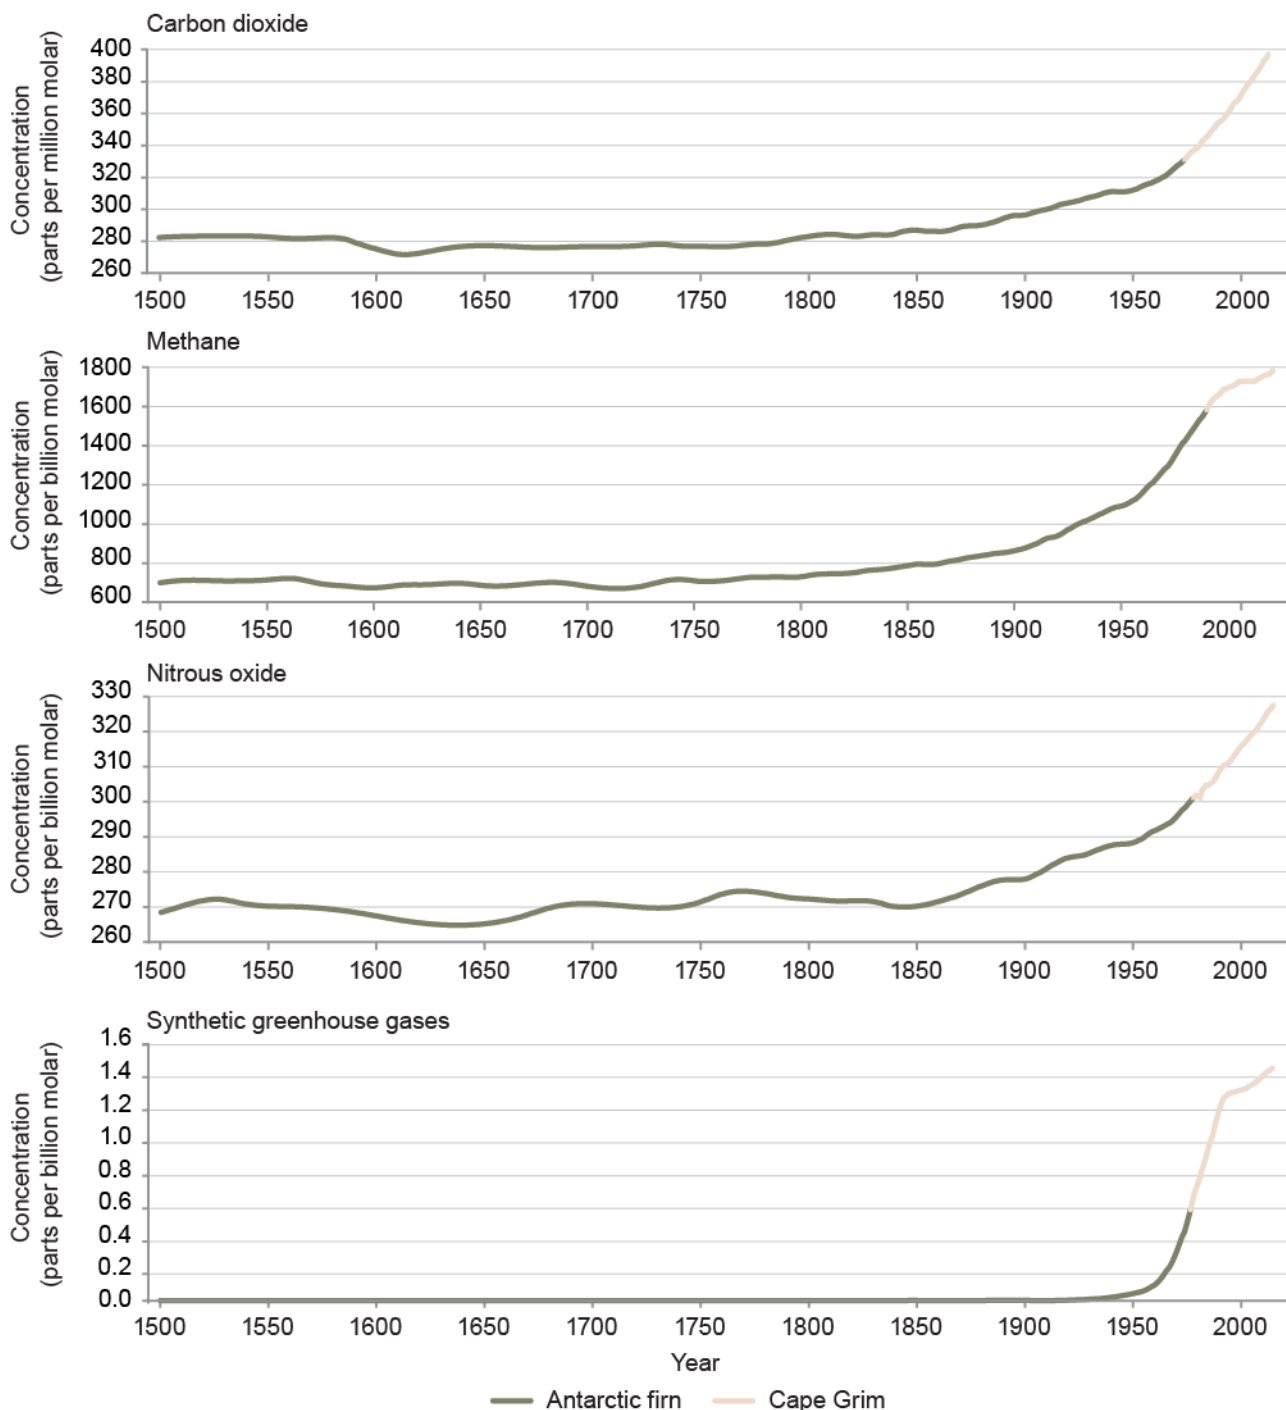 Carbon dioxide
Concentration
(parts per million molar)
400
380
360
340
320
300
280
260
1500 1550 1600 1650 1700 1750 1800 1850 1900 1950 2000
Methane
Concentration
(parts per billion molar)
1800
1600
1400
1200
1000
800
600
1500 1550 1600 1650 1700 1750 1800 1850 1900 1950 2000
Nitrous oxide
Concentration
(parts per billion molar)
330
320
310
300
290
280
270
260
1500 1550 1600 1650 1700 1750 1800 1850 1900 1950 2000
Synthetic greenhouse gases
Concentration
(parts per billion molar)
1.6
1.4
1.2
1.0
0.8
0.6
0.4
0.2
0.0
1500 1550 1600 1650 1700 1750 1800 1850 1900 1950 2000
Year
Antarctic firn Cape Grim